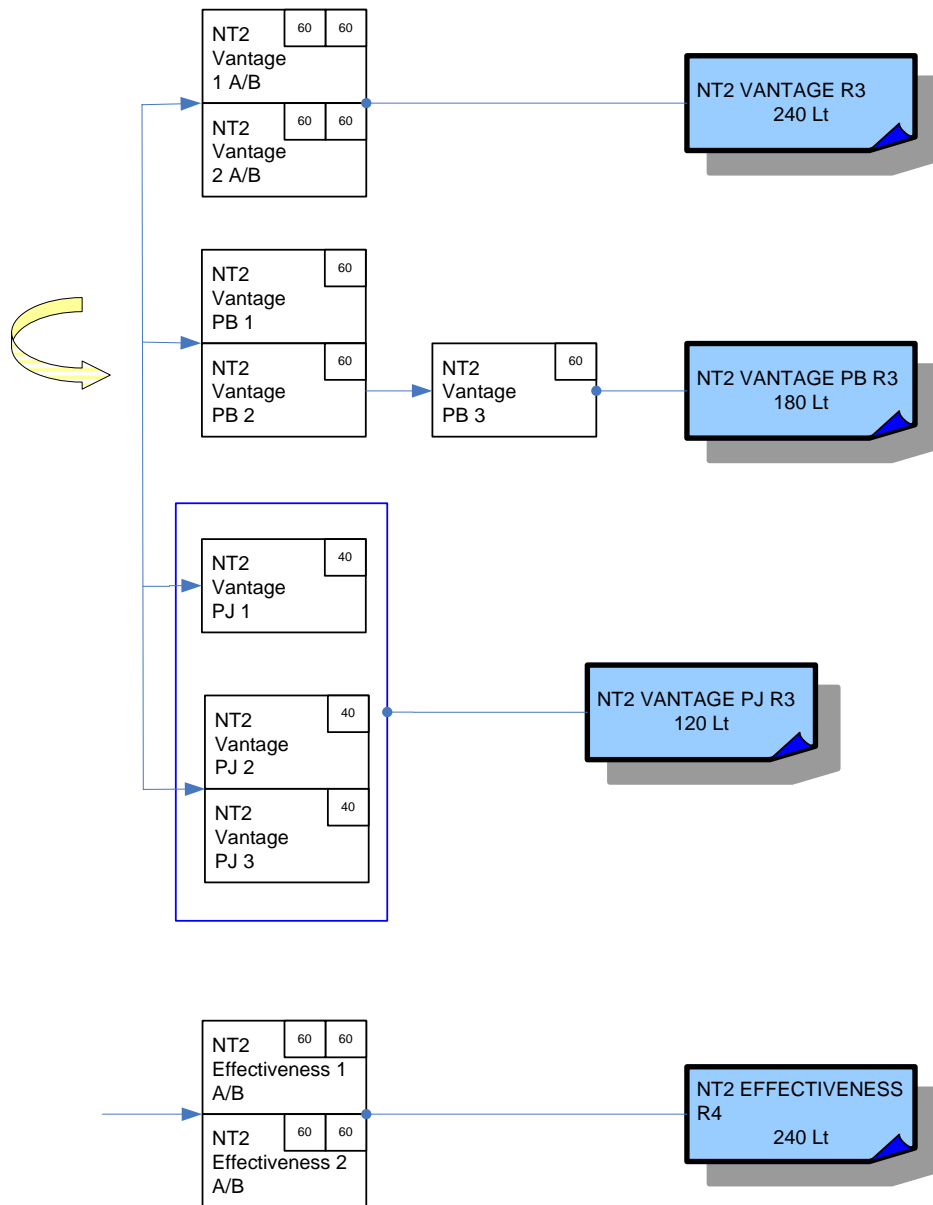 NT2
Vantage
1 A/B
60 60
NT2
Vantage
2 A/B
60 60
NT2 VANTAGE R3
240 Lt
NT2
Vantage
PB 1
60
NT2
Vantage
PB 2
60
NT2
Vantage
PB 3
60
NT2 VANTAGE PB R3
180 Lt
NT2
Vantage
PJ 1
40
NT2
Vantage
PJ 2
40
NT2
Vantage
PJ 3
40
NT2 VANTAGE PJ R3
120 Lt
NT2
Effectiveness 1
A/B
60 60
NT2
Effectiveness 2
A/B
60 60
NT2 EFFECTIVENESS
R4
240 Lt